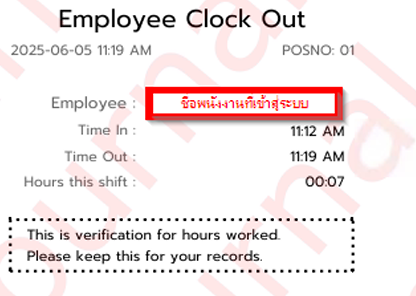 Employee Clock Out
2025-06-05 11:19 AM POSNO: 01
Employee : ชื่อพนักงานที่เข้าสู่ระบบ
Time In : 11:12 AM
Time Out : 11:19 AM
Hours this shift : 00:07
This is verification for hours worked.
Please keep this for your records.
Journal